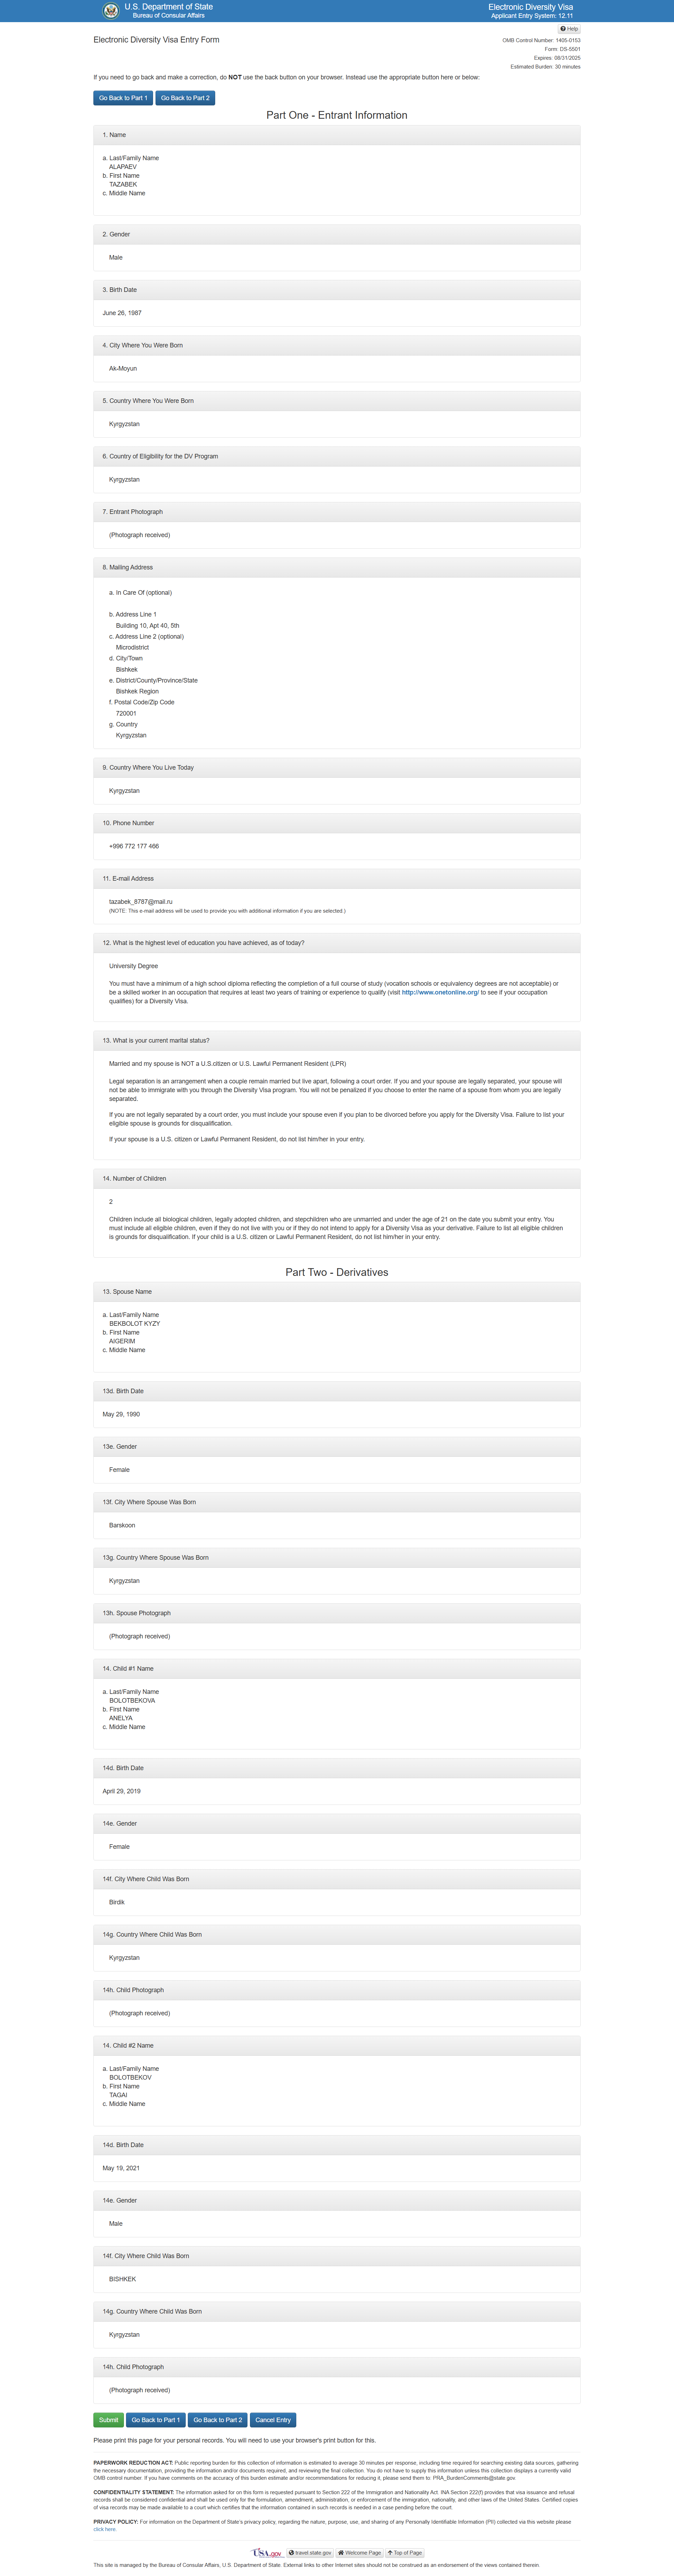 U.S. Department of State
Bureau of Consular Affairs
Electronic Diversity Visa
Applicant Entry System: 12.11
Help
Electronic Diversity Visa Entry Form
OMB Control Number: 1405-0153
Form: DS-5501
Expires: 08/31/2025
Estimated Burden: 30 minutes
If you need to go back and make a correction, do NOT use the back button on your browser. Instead use the appropriate button here or below:
Go Back to Part 1
Go Back to Part 2
Part One - Entrant Information
1. Name
a. Last/Family Name
ALAPAEV
b. First Name
TAZABEK
c. Middle Name
2. Gender
Male
3. Birth Date
June 26, 1987
4. City Where You Were Born
Ak-Moyun
5. Country Where You Were Born
Kyrgyzstan
6. Country of Eligibility for the DV Program
Kyrgyzstan
7. Entrant Photograph
(Photograph received)
8. Mailing Address
a. In Care Of (optional)
b. Address Line 1
Building 10, Apt 40, 5th
c. Address Line 2 (optional)
Microdistrict
d. City/Town
Bishkek
e. District/County/Province/State
Bishkek Region
f. Postal Code/Zip Code
720001
g. Country
Kyrgyzstan
9. Country Where You Live Today
Kyrgyzstan
10. Phone Number
+996 772 177 466
11. E-mail Address
tazabek_8787@mail.ru
(NOTE: This e-mail address will be used to provide you with additional information if you are selected.)
12. What is the highest level of education you have achieved, as of today?
University Degree
You must have a minimum of a high school diploma reflecting the completion of a full course of study (vocation schools or equivalency degrees are not acceptable) or
be a skilled worker in an occupation that requires at least two years of training or experience to qualify (visit http://www.onetonline.org/ to see if your occupation
qualifies) for a Diversity Visa.
13. What is your current marital status?
Married and my spouse is NOT a U.S.citizen or U.S. Lawful Permanent Resident (LPR)
Legal separation is an arrangement when a couple remain married but live apart, following a court order. If you and your spouse are legally separated, your spouse will
not be able to immigrate with you through the Diversity Visa program. You will not be penalized if you choose to enter the name of a spouse from whom you are legally
separated.
If you are not legally separated by a court order, you must include your spouse even if you plan to be divorced before you apply for the Diversity Visa. Failure to list your
eligible spouse is grounds for disqualification.
If your spouse is a U.S. citizen or Lawful Permanent Resident, do not list him/her in your entry.
14. Number of Children
2
Children include all biological children, legally adopted children, and stepchildren who are unmarried and under the age of 21 on the date you submit your entry. You
must include all eligible children, even if they do not live with you or if they do not intend to apply for a Diversity Visa as your derivative. Failure to list all eligible children
is grounds for disqualification. If your child is a U.S. citizen or Lawful Permanent Resident, do not list him/her in your entry.
Part Two - Derivatives
13. Spouse Name
a. Last/Family Name
BEKBOLOT KYZY
b. First Name
AIGERIM
c. Middle Name
13d. Birth Date
May 29, 1990
13e. Gender
Female
13f. City Where Spouse Was Born
Barskoon
13g. Country Where Spouse Was Born
Kyrgyzstan
13h. Spouse Photograph
(Photograph received)
14. Child #1 Name
a. Last/Family Name
BOLOTBEKOVA
b. First Name
ANELYA
c. Middle Name
14d. Birth Date
April 29, 2019
14e. Gender
Female
14f. City Where Child Was Born
Birdik
14g. Country Where Child Was Born
Kyrgyzstan
14h. Child Photograph
(Photograph received)
14. Child #2 Name
a. Last/Family Name
BOLOTBEKOV
b. First Name
TAGAI
c. Middle Name
14d. Birth Date
May 19, 2021
14e. Gender
Male
14f. City Where Child Was Born
BISHKEK
14g. Country Where Child Was Born
Kyrgyzstan
14h. Child Photograph
(Photograph received)
Submit
Go Back to Part 1
Go Back to Part 2
Cancel Entry
Please print this page for your personal records. You will need to use your browser's print button for this.
PAPERWORK REDUCTION ACT: Public reporting burden for this collection of information is estimated to average 30 minutes per response, including time required for searching existing data sources, gathering
the necessary documentation, providing the information and/or documents required, and reviewing the final collection. You do not have to supply this information unless this collection displays a currently valid
OMB control number. If you have comments on the accuracy of this burden estimate and/or recommendations for reducing it, please send them to: PRA_BurdenComments@state.gov.
CONFIDENTIALITY STATEMENT: The information asked for on this form is requested pursuant to Section 222 of the Immigration and Nationality Act. INA Section 222(f) provides that visa issuance and refusal
records shall be considered confidential and shall be used only for the formulation, amendment, administration, or enforcement of the immigration, nationality, and other laws of the United States. Certified copies
of visa records may be made available to a court which certifies that the information contained in such records is needed in a case pending before the court.
PRIVACY POLICY: For information on the Department of State's privacy policy, regarding the nature, purpose, use, and sharing of any Personally Identifiable Information (PII) collected via this website please
click here.
USA.gov
travel.state.gov
Welcome Page
Top of Page
This site is managed by the Bureau of Consular Affairs, U.S. Department of State. External links to other Internet sites should not be construed as an endorsement of the views contained therein.